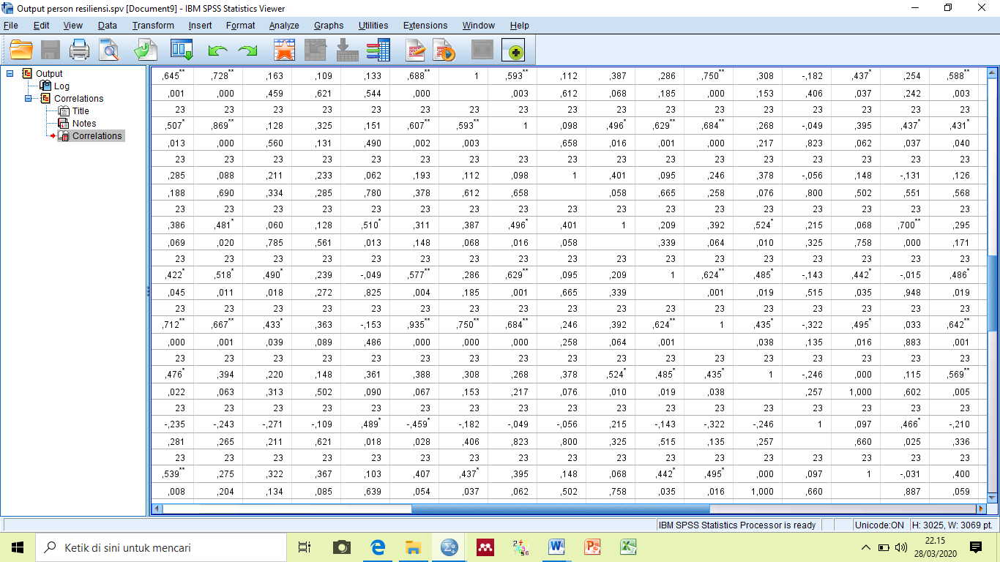 Output person resiliensi.spv [Document9] - IBM SPSS Statistics Viewer
File Edit View Data Transform Insert Format Analyze Graphs Utilities Extensions Window Help
Output
Log
Correlations
Title
Notes
Correlations
,645** ,728** ,163 ,109 ,133 ,688** 1 ,593** ,112 ,387 ,286 ,750** ,308 -,182 ,437* ,254 ,588**
,001 ,000 ,459 ,621 ,544 ,000 ,003 ,612 ,068 ,185 ,000 ,153 ,406 ,037 ,242 ,003
23 23 23 23 23 23 23 23 23 23 23 23 23 23 23 23 23
,507* ,869** ,128 ,325 ,151 ,607** ,593** 1 ,098 ,496* ,629** ,684** ,268 -,049 ,395 ,437* ,431*
,013 ,000 ,560 ,131 ,490 ,002 ,003 ,658 ,016 ,001 ,000 ,217 ,823 ,062 ,037 ,040
23 23 23 23 23 23 23 23 23 23 23 23 23 23 23 23 23
,285 ,088 ,211 ,233 ,062 ,193 ,112 ,098 1 ,401 ,095 ,246 ,378 -,056 ,148 -,131 ,126
,188 ,690 ,334 ,285 ,780 ,378 ,612 ,658 ,058 ,665 ,258 ,076 ,800 ,502 ,551 ,568
23 23 23 23 23 23 23 23 23 23 23 23 23 23 23 23 23
,386 ,481* ,060 ,128 ,510* ,311 ,387 ,496* ,401 1 ,209 ,392 ,524* ,215 ,068 ,700** ,295
,069 ,020 ,785 ,561 ,013 ,148 ,068 ,016 ,058 ,339 ,064 ,010 ,325 ,758 ,000 ,171
23 23 23 23 23 23 23 23 23 23 23 23 23 23 23 23 23
,422* ,518* ,490* ,239 -,049 ,577** ,286 ,629** ,095 ,209 1 ,624** ,485* -,143 ,442* -,015 ,486*
,045 ,011 ,018 ,272 ,825 ,004 ,185 ,001 ,665 ,339 ,001 ,019 ,515 ,035 ,948 ,019
23 23 23 23 23 23 23 23 23 23 23 23 23 23 23 23 23
,712** ,667** ,433* ,363 -,153 ,935** ,750** ,684** ,246 ,392 ,624** 1 ,435* -,322 ,495* ,033 ,642**
,000 ,001 ,039 ,089 ,486 ,000 ,000 ,000 ,258 ,064 ,001 ,038 ,135 ,016 ,883 ,001
23 23 23 23 23 23 23 23 23 23 23 23 23 23 23 23 23
,476* ,394 ,220 ,148 ,361 ,388 ,308 ,268 ,378 ,524* ,485* ,435* 1 -,246 ,000 ,115 ,569**
,022 ,063 ,313 ,502 ,090 ,067 ,153 ,217 ,076 ,010 ,019 ,038 ,257 1,000 ,602 ,005
23 23 23 23 23 23 23 23 23 23 23 23 23 23 23 23 23
-,235 -,243 -,271 -,109 ,489* -,459* -,182 -,049 -,056 ,215 -,143 -,322 -,246 1 ,097 ,466* -,210
,281 ,265 ,211 ,621 ,018 ,028 ,406 ,823 ,800 ,325 ,515 ,135 ,257 ,660 ,025 ,336
23 23 23 23 23 23 23 23 23 23 23 23 23 23 23 23 23
,539** ,275 ,322 ,367 ,103 ,407 ,437* ,395 ,148 ,068 ,442* ,495* ,000 ,097 1 -,031 ,400
,008 ,204 ,134 ,085 ,639 ,054 ,037 ,062 ,502 ,758 ,035 ,016 1,000 ,660 ,887 ,059
IBM SPSS Statistics Processor is ready Unicode:ON H: 3025, W: 3069 pt.
Ketik di sini untuk mencari
22.15
28/03/2020